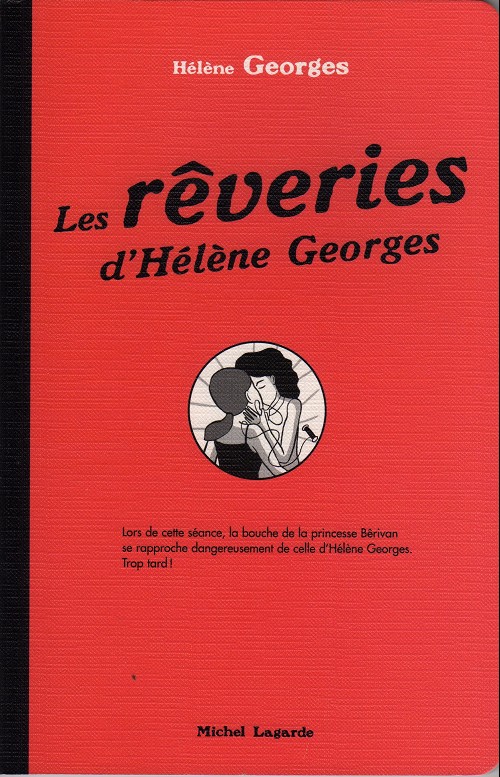 Hélène Georges
Les rêveries
d'Hélène Georges
Lors de cette séance, la bouche de la princesse Bêrivan
se rapproche dangereusement de celle d'Hélène Georges.
Trop tard !
Michel Lagarde